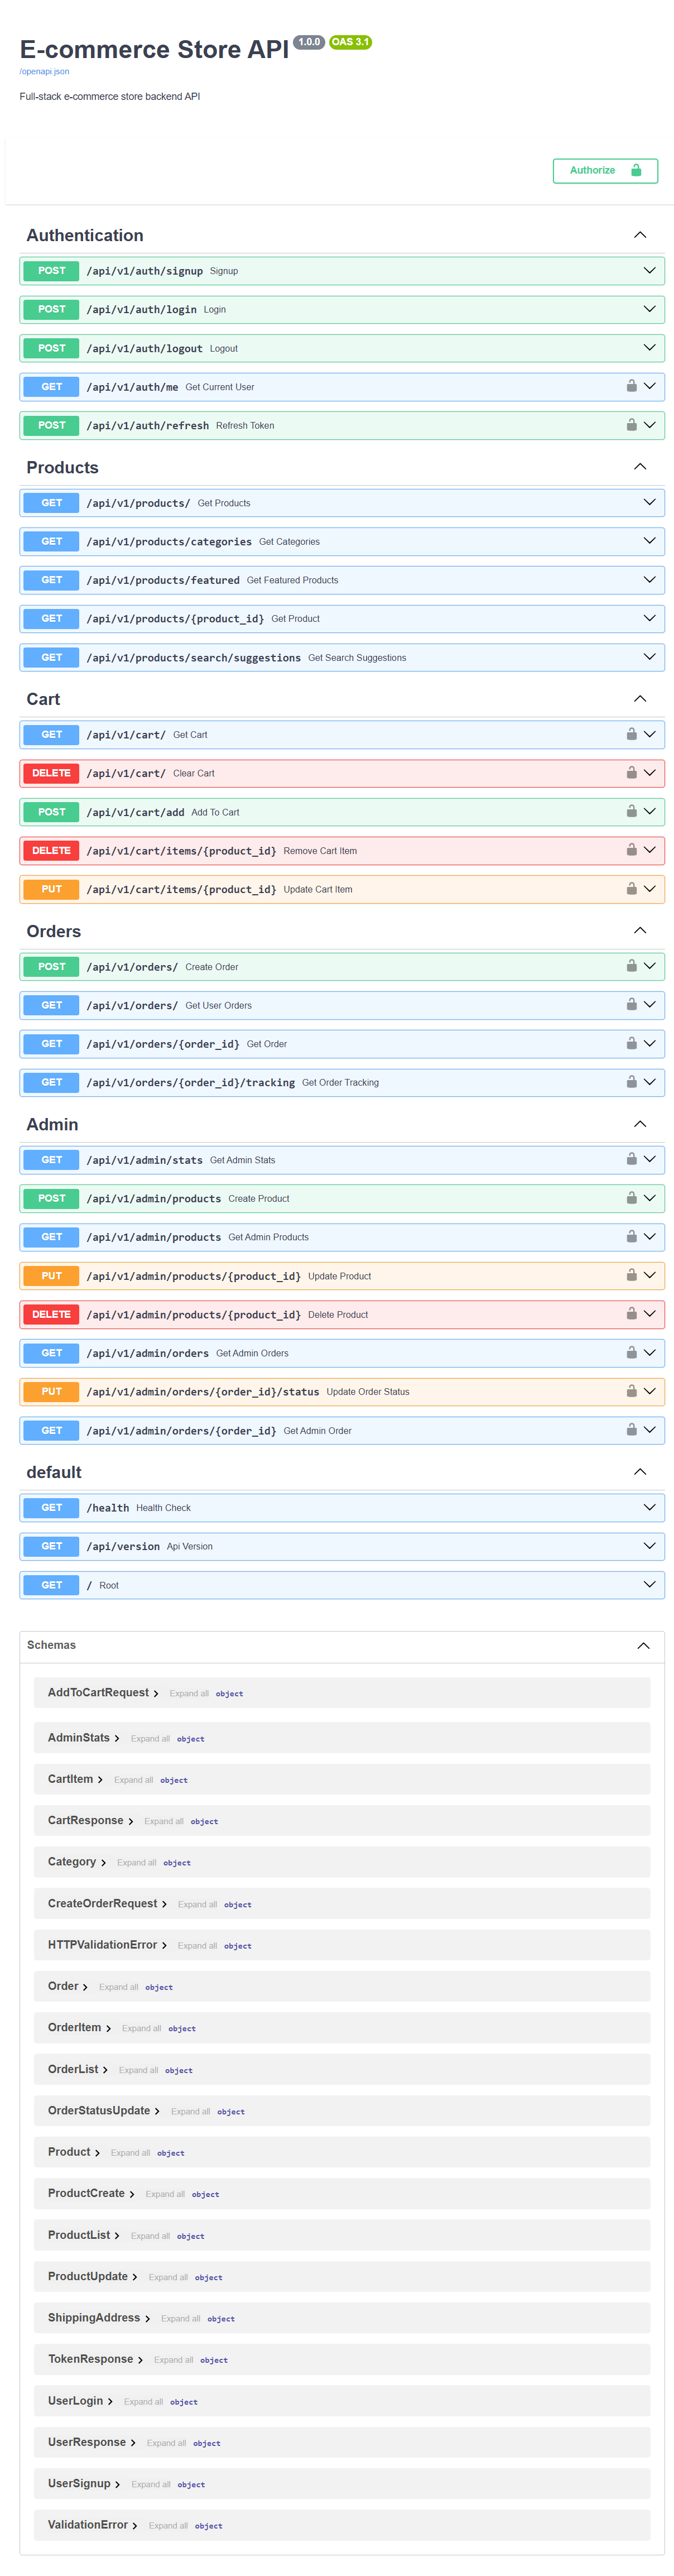 E-commerce Store API 1.0.0 OAS 3.1
/openapi.json
Full-stack e-commerce store backend API
Authorize
Authentication
POST /api/v1/auth/signup Signup
POST /api/v1/auth/login Login
POST /api/v1/auth/logout Logout
GET /api/v1/auth/me Get Current User
POST /api/v1/auth/refresh Refresh Token
Products
GET /api/v1/products/ Get Products
GET /api/v1/products/categories Get Categories
GET /api/v1/products/featured Get Featured Products
GET /api/v1/products/{product_id} Get Product
GET /api/v1/products/search/suggestions Get Search Suggestions
Cart
GET /api/v1/cart/ Get Cart
DELETE /api/v1/cart/ Clear Cart
POST /api/v1/cart/add Add To Cart
DELETE /api/v1/cart/items/{product_id} Remove Cart Item
PUT /api/v1/cart/items/{product_id} Update Cart Item
Orders
POST /api/v1/orders/ Create Order
GET /api/v1/orders/ Get User Orders
GET /api/v1/orders/{order_id} Get Order
GET /api/v1/orders/{order_id}/tracking Get Order Tracking
Admin
GET /api/v1/admin/stats Get Admin Stats
POST /api/v1/admin/products Create Product
GET /api/v1/admin/products Get Admin Products
PUT /api/v1/admin/products/{product_id} Update Product
DELETE /api/v1/admin/products/{product_id} Delete Product
GET /api/v1/admin/orders Get Admin Orders
PUT /api/v1/admin/orders/{order_id}/status Update Order Status
GET /api/v1/admin/orders/{order_id} Get Admin Order
default
GET /health Health Check
GET /api/version Api Version
GET / Root
Schemas
AddToCartRequest Expand all object
AdminStats Expand all object
CartItem Expand all object
CartResponse Expand all object
Category Expand all object
CreateOrderRequest Expand all object
HTTPValidationError Expand all object
Order Expand all object
OrderItem Expand all object
OrderList Expand all object
OrderStatusUpdate Expand all object
Product Expand all object
ProductCreate Expand all object
ProductList Expand all object
ProductUpdate Expand all object
ShippingAddress Expand all object
TokenResponse Expand all object
UserLogin Expand all object
UserResponse Expand all object
UserSignup Expand all object
ValidationError Expand all object